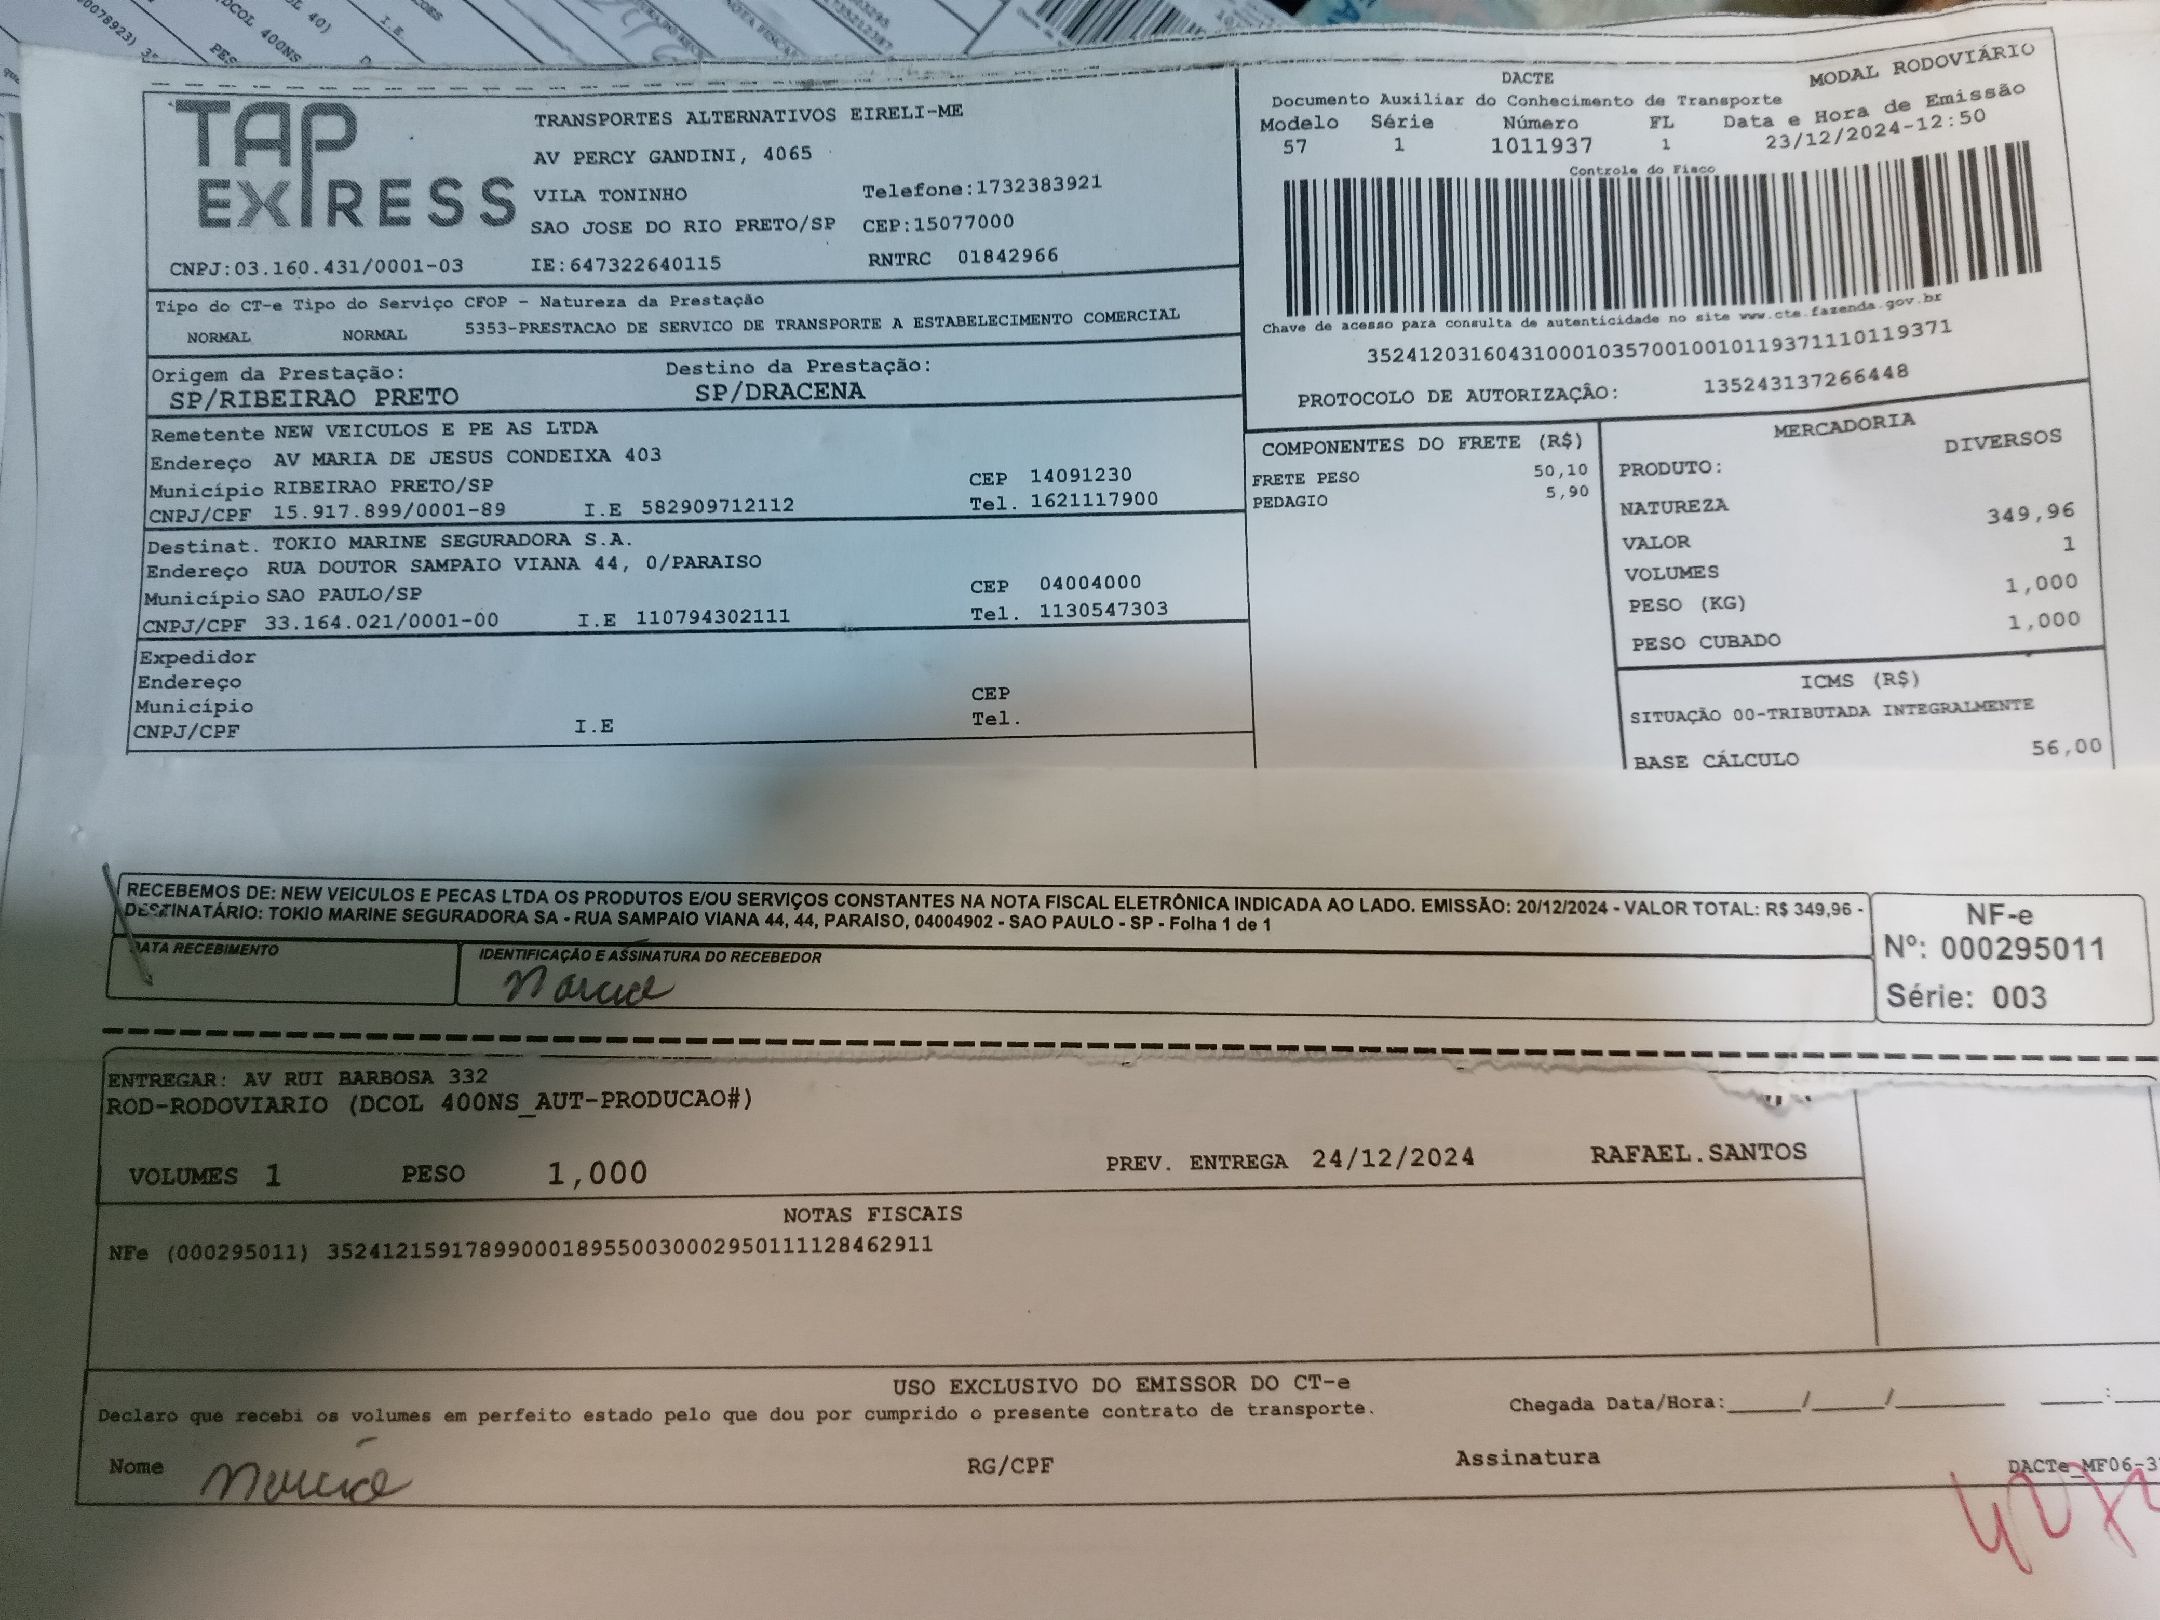 TAP EXPRESS
TRANSPORTES ALTERNATIVOS EIRELI-ME
AV PERCY GANDINI, 4065
VILA TONINHO Telefone:1732383921
SAO JOSE DO RIO PRETO/SP CEP:15077000
CNPJ:03.160.431/0001-03 IE:647322640115 RNTRC 01842966
DACTE MODAL RODOVIÁRIO
Documento Auxiliar do Conhecimento de Transporte
Modelo Série Número FL Data e Hora de Emissão
57 1 1011937 1 23/12/2024-12:50
Controle do Fisco
Chave de acesso para consulta de autenticidade no site www.cte.fazenda.gov.br
35241203160431000103570010010119371110119371
PROTOCOLO DE AUTORIZAÇÃO: 135243137266448
Tipo do CT-e Tipo do Serviço CFOP - Natureza da Prestação
NORMAL NORMAL 5353-PRESTACAO DE SERVICO DE TRANSPORTE A ESTABELECIMENTO COMERCIAL
Origem da Prestação: Destino da Prestação:
SP/RIBEIRAO PRETO SP/DRACENA
Remetente NEW VEICULOS E PE AS LTDA
Endereço AV MARIA DE JESUS CONDEIXA 403
Município RIBEIRAO PRETO/SP CEP 14091230
CNPJ/CPF 15.917.899/0001-89 I.E 582909712112 Tel. 1621117900
Destinat. TOKIO MARINE SEGURADORA S.A.
Endereço RUA DOUTOR SAMPAIO VIANA 44, 0/PARAISO
Município SAO PAULO/SP CEP 04004000
CNPJ/CPF 33.164.021/0001-00 I.E 110794302111 Tel. 1130547303
Expedidor
Endereço
Município CEP
CNPJ/CPF I.E Tel.
COMPONENTES DO FRETE (R$)
FRETE PESO 50,10
PEDAGIO 5,90
MERCADORIA
PRODUTO: DIVERSOS
NATUREZA
VALOR 349,96
VOLUMES 1
PESO (KG) 1,000
PESO CUBADO 1,000
ICMS (R$)
SITUAÇÃO 00-TRIBUTADA INTEGRALMENTE
BASE CÁLCULO 56,00
RECEBEMOS DE: NEW VEICULOS E PECAS LTDA OS PRODUTOS E/OU SERVIÇOS CONSTANTES NA NOTA FISCAL ELETRÔNICA INDICADA AO LADO. EMISSÃO: 20/12/2024 - VALOR TOTAL: R$ 349,96 -
DESTINATÁRIO: TOKIO MARINE SEGURADORA SA - RUA SAMPAIO VIANA 44, 44, PARAISO, 04004902 - SAO PAULO - SP - Folha 1 de 1
DATA RECEBIMENTO IDENTIFICAÇÃO E ASSINATURA DO RECEBEDOR
NF-e
Nº: 000295011
Série: 003
ENTREGAR: AV RUI BARBOSA 332
ROD-RODOVIARIO (DCOL 400NS_AUT-PRODUCAO#)
VOLUMES 1 PESO 1,000 PREV. ENTREGA 24/12/2024 RAFAEL.SANTOS
NOTAS FISCAIS
NFe (000295011) 35241215917899000189550030002950111128462911
USO EXCLUSIVO DO EMISSOR DO CT-e
Declaro que recebi os volumes em perfeito estado pelo que dou por cumprido o presente contrato de transporte. Chegada Data/Hora:_____/_____/________ ____:
Nome RG/CPF Assinatura